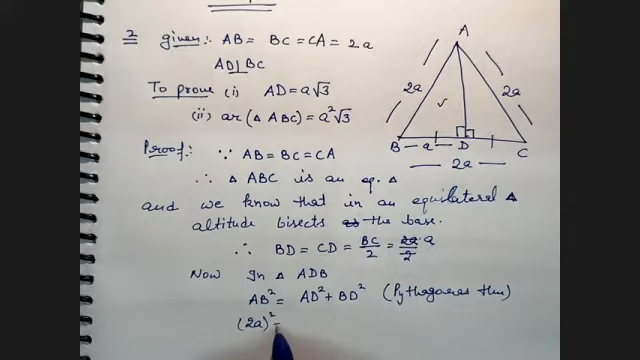 2 given:- AB = BC = CA = 2a
AD⊥BC
To prove (i) AD = a√3
(ii) ar(△ABC) = a²√3
Proof: ∵ AB = BC = CA
∴ △ABC is an eq. △
and we know that in an equilateral △
altitude bisects the base.
∴ BD = CD = BC/2 = 2a/2 a
Now In △ ADB
AB² = AD² + BD² (Pythagoras thm)
(2a)² =
A
2a 2a
B a D C
2a